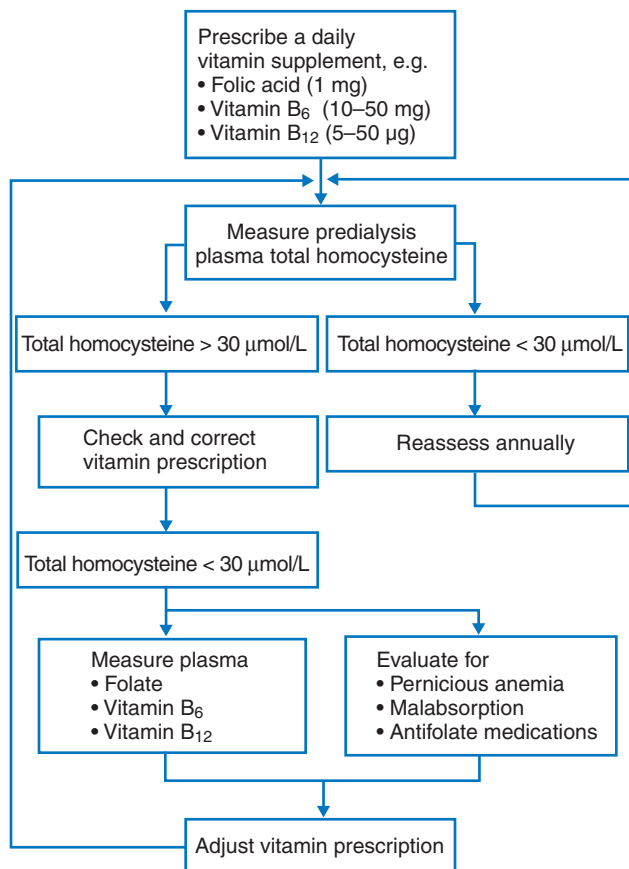 Prescribe a daily
vitamin supplement, e.g.
• Folic acid (1 mg)
• Vitamin B₆ (10–50 mg)
• Vitamin B₁₂ (5–50 μg)
Measure predialysis
plasma total homocysteine
Total homocysteine > 30 μmol/L
Total homocysteine < 30 μmol/L
Check and correct
vitamin prescription
Reassess annually
Total homocysteine < 30 μmol/L
Measure plasma
• Folate
• Vitamin B₆
• Vitamin B₁₂
Evaluate for
• Pernicious anemia
• Malabsorption
• Antifolate medications
Adjust vitamin prescription